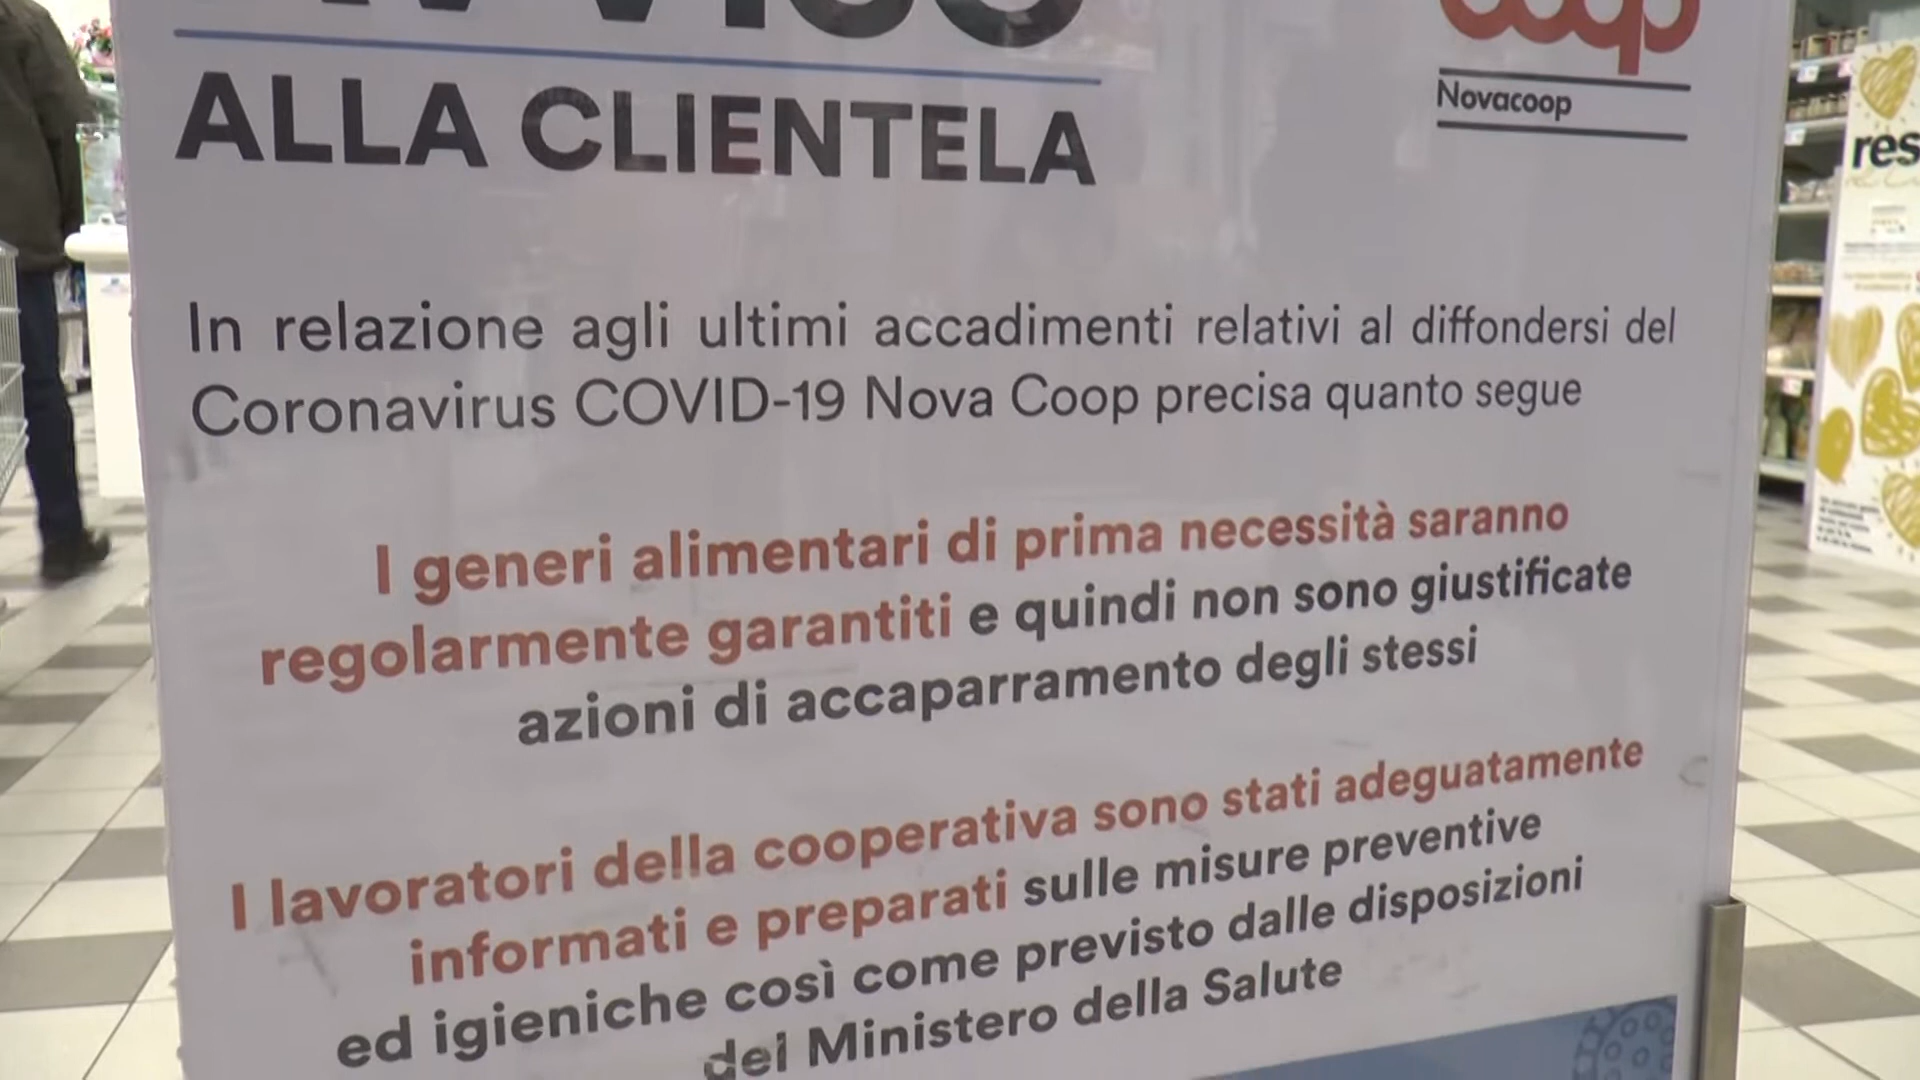 AVVISO
coop
ALLA CLIENTELA
Novacoop
res
In relazione agli ultimi accadimenti relativi al diffondersi del
Coronavirus COVID-19 Nova Coop precisa quanto segue
I generi alimentari di prima necessità saranno
regolarmente garantiti e quindi non sono giustificate
azioni di accaparramento degli stessi
I lavoratori della cooperativa sono stati adeguatamente
informati e preparati sulle misure preventive
ed igieniche così come previsto dalle disposizioni
del Ministero della Salute